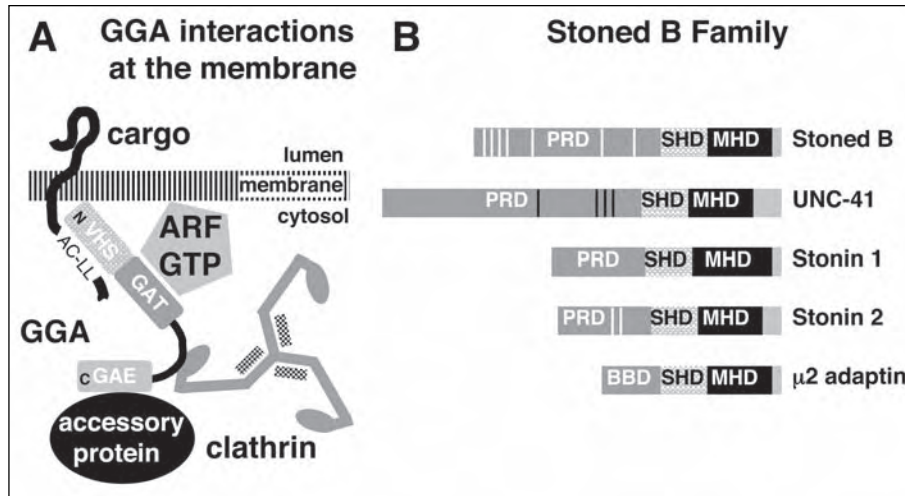 A GGA interactions
at the membrane
cargo
lumen
membrane
cytosol
N VHS
ARF
GTP
AC-LL
GAT
GGA
C GAE
accessory
protein
clathrin
B Stoned B Family
PRD SHD MHD Stoned B
PRD SHD MHD UNC-41
PRD SHD MHD Stonin 1
PRD SHD MHD Stonin 2
BBD SHD MHD μ2 adaptin